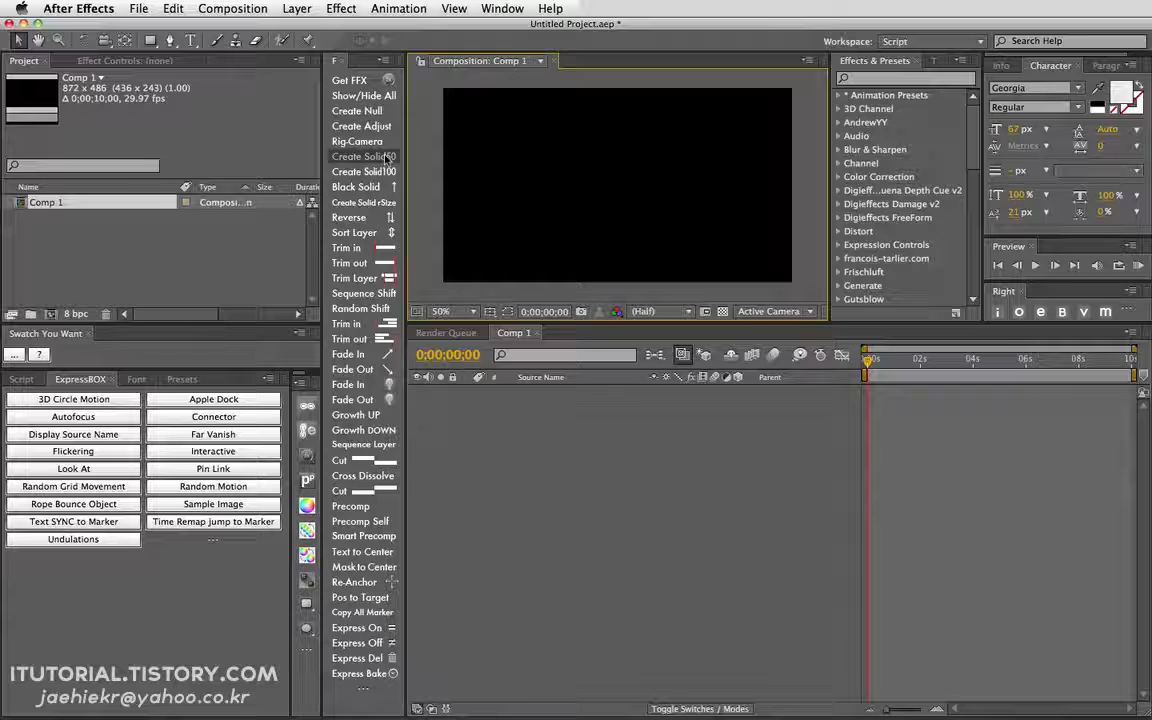 After Effects File Edit Composition Layer Effect Animation View Window Help
Untitled Project.aep *
Workspace: Script Search Help
Project Effect Controls: (none)
Comp 1
872 x 486 (436 x 243) (1.00)
Δ 0;00;10;00, 29.97 fps
Name Type Size Duratio
Comp 1 Composi...n
8 bpc
Swatch You Want
... ?
Script ExpressBOX Font Presets
3D Circle Motion Apple Dock
Autofocus Connector
Display Source Name Far Vanish
Flickering Interactive
Look At Pin Link
Random Grid Movement Random Motion
Rope Bounce Object Sample Image
Text SYNC to Marker Time Remap jump to Marker
Undulations ...
ITUTORIAL.TISTORY.COM
jaehiekr@yahoo.co.kr
F
Get FFX
Show/Hide All
Create Null
Create Adjust
Rig-Camera
Create Solid50
Create Solid100
Black Solid
Create Solid rSize
Reverse
Sort Layer
Trim in
Trim out
Trim Layer
Sequence Shift
Random Shift
Trim in
Trim out
Fade In
Fade Out
Fade In
Fade Out
Growth UP
Growth DOWN
Sequence Layer
Cut
Cross Dissolve
Cut
Precomp
Precomp Self
Smart Precomp
Text to Center
Mask to Center
Re-Anchor
Pos to Target
Copy All Marker
Express On
Express Off
Express Del
Express Bake
Composition: Comp 1
50% 0;00;00;00 (Half) Active Camera
Render Queue Comp 1
0;00;00;00
# Source Name Parent
02s 04s 06s 08s 10s
Toggle Switches / Modes
Effects & Presets T
* Animation Presets
3D Channel
AndrewYY
Audio
Blur & Sharpen
Channel
Color Correction
Digieff...uena Depth Cue v2
Digieffects Damage v2
Digieffects FreeForm
Distort
Expression Controls
francois-tarlier.com
Frischluft
Generate
Gutsblow
Info Character Paragr
Georgia
Regular
67 px Auto
Metrics 0
- px
100% 100%
21 px 0%
Preview
Right
i o e B v m